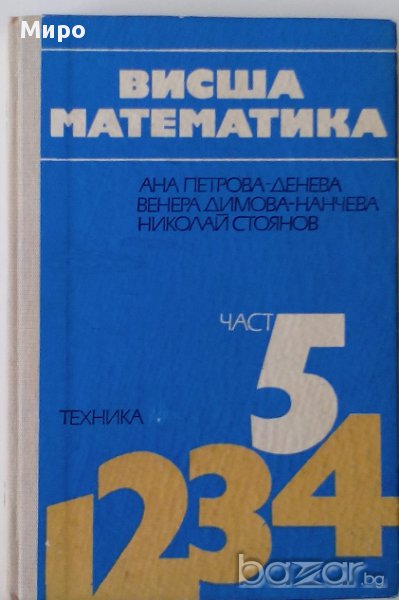 Миро
ВИСША
МАТЕМАТИКА
АНА ПЕТРОВА-ДЕНЕВА
ВЕНЕРА ДИМОВА-НАНЧЕВА
НИКОЛАЙ СТОЯНОВ
ЧАСТ 5
ТЕХНИКА
1234
bazar.bg